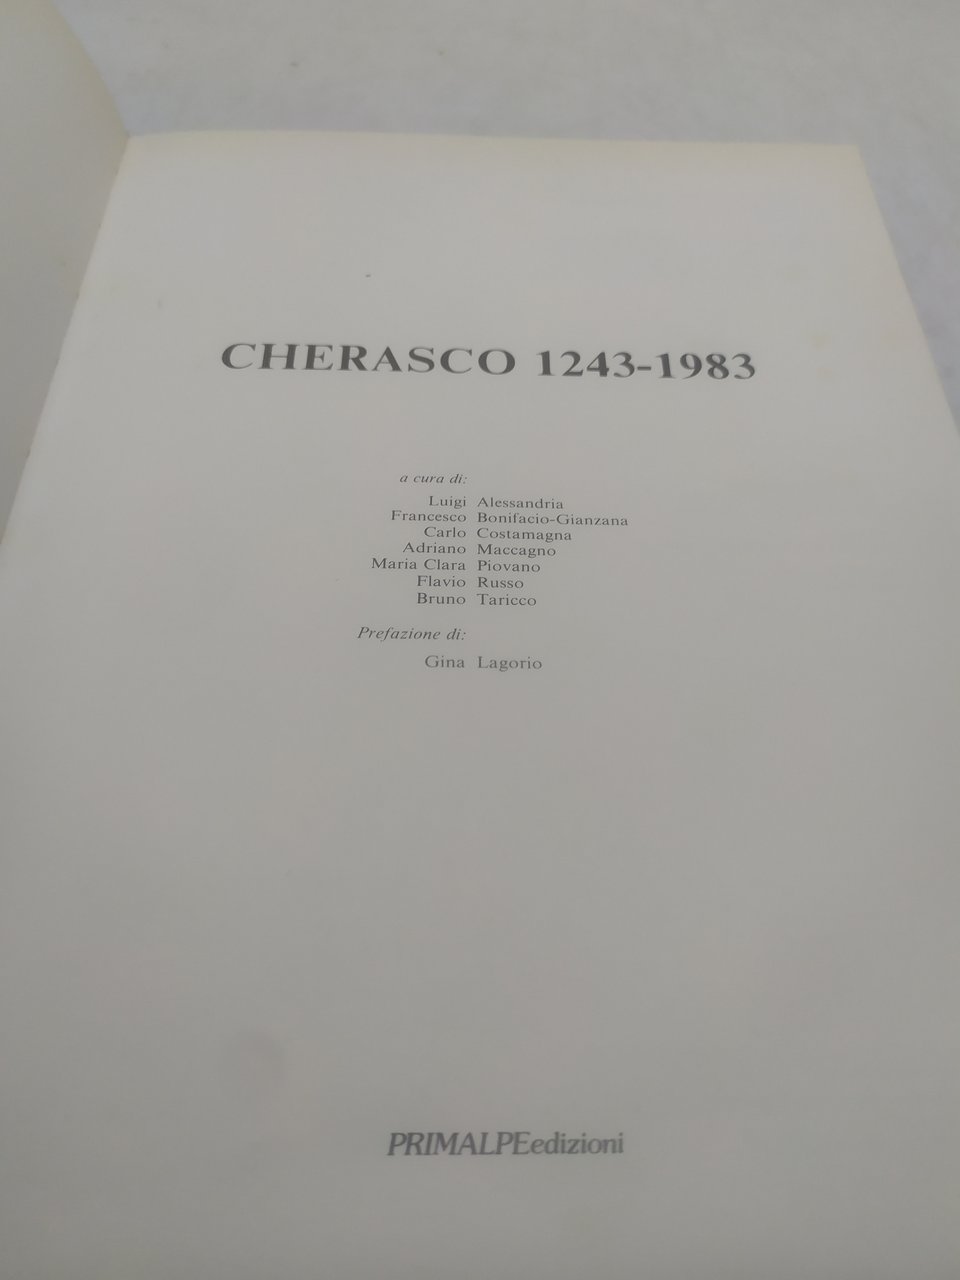 CHERASCO 1243-1983
a cura di:
Luigi Alessandria
Francesco Bonifacio-Gianzana
Carlo Costamagna
Adriano Maccagno
Maria Clara Piovano
Flavio Russo
Bruno Taricco
Prefazione di:
Gina Lagorio
PRIMALPEedizioni